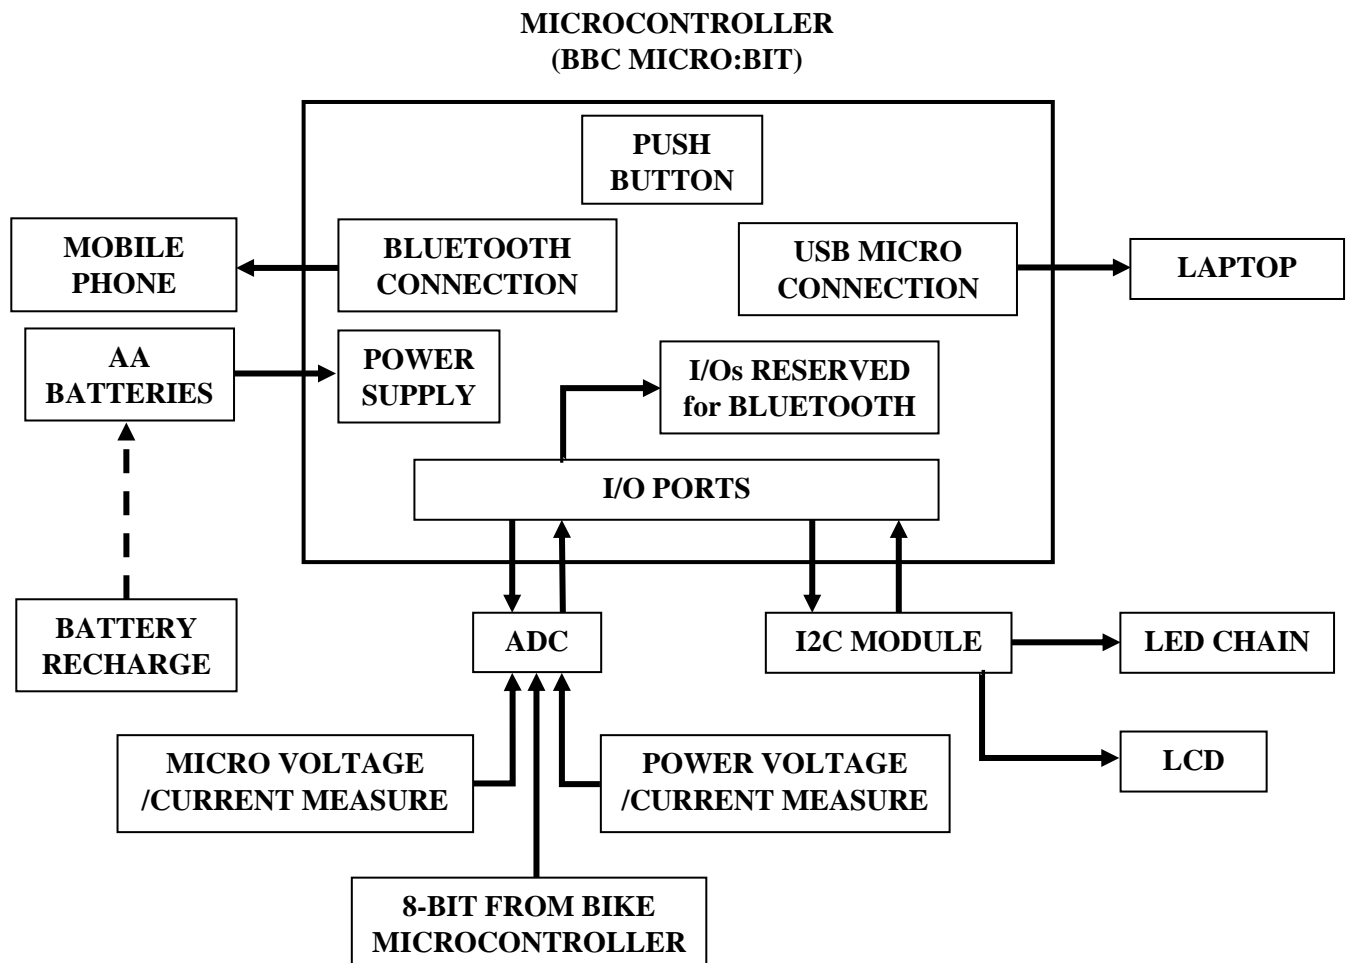 MICROCONTROLLER
(BBC MICRO:BIT)
PUSH
BUTTON
MOBILE
PHONE
BLUETOOTH
CONNECTION
USB MICRO
CONNECTION
LAPTOP
AA
BATTERIES
POWER
SUPPLY
I/Os RESERVED
for BLUETOOTH
I/O PORTS
BATTERY
RECHARGE
ADC
I2C MODULE
LED CHAIN
MICRO VOLTAGE
/CURRENT MEASURE
POWER VOLTAGE
/CURRENT MEASURE
LCD
8-BIT FROM BIKE
MICROCONTROLLER